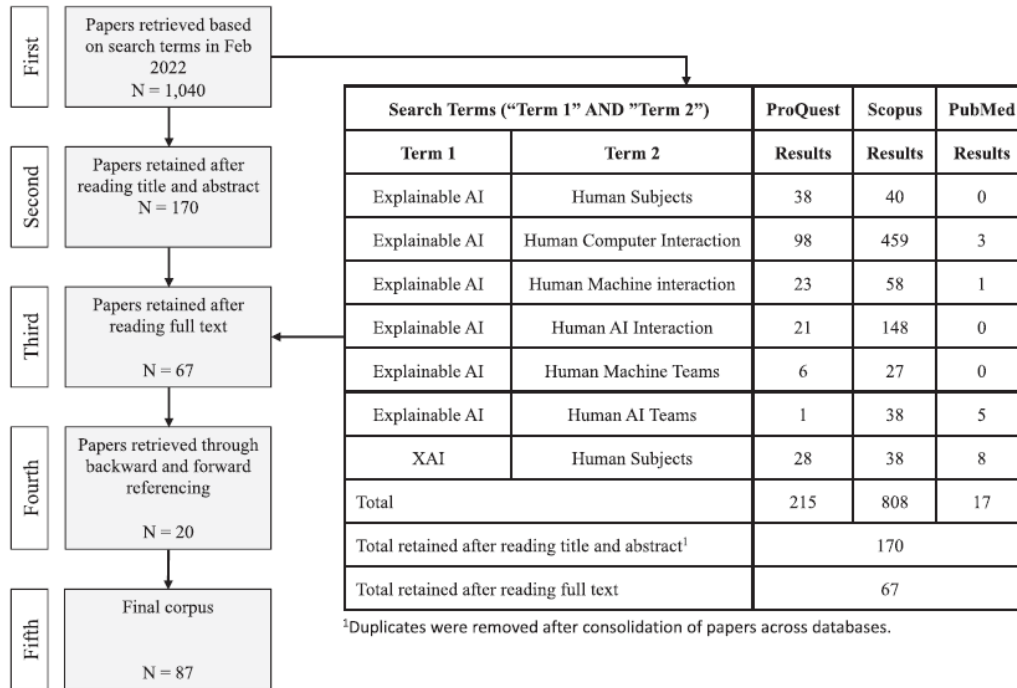 First
Papers retrieved based
on search terms in Feb
2022
N = 1,040
Second
Papers retained after
reading title and abstract
N = 170
Third
Papers retained after
reading full text
N = 67
Fourth
Papers retrieved through
backward and forward
referencing
N = 20
Fifth
Final corpus
N = 87
Search Terms (“Term 1” AND ”Term 2”) ProQuest Scopus PubMed
Term 1 Term 2 Results Results Results
Explainable AI Human Subjects 38 40 0
Explainable AI Human Computer Interaction 98 459 3
Explainable AI Human Machine interaction 23 58 1
Explainable AI Human AI Interaction 21 148 0
Explainable AI Human Machine Teams 6 27 0
Explainable AI Human AI Teams 1 38 5
XAI Human Subjects 28 38 8
Total 215 808 17
Total retained after reading title and abstract¹ 170
Total retained after reading full text 67
¹Duplicates were removed after consolidation of papers across databases.